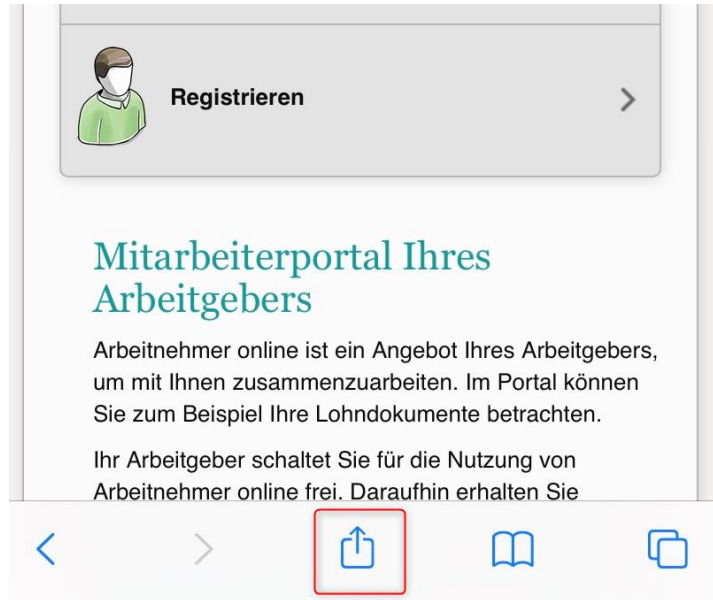 Registrieren
Mitarbeiterportal Ihres
Arbeitgebers
Arbeitnehmer online ist ein Angebot Ihres Arbeitgebers,
um mit Ihnen zusammenzuarbeiten. Im Portal können
Sie zum Beispiel Ihre Lohndokumente betrachten.
Ihr Arbeitgeber schaltet Sie für die Nutzung von
Arbeitnehmer online frei. Daraufhin erhalten Sie